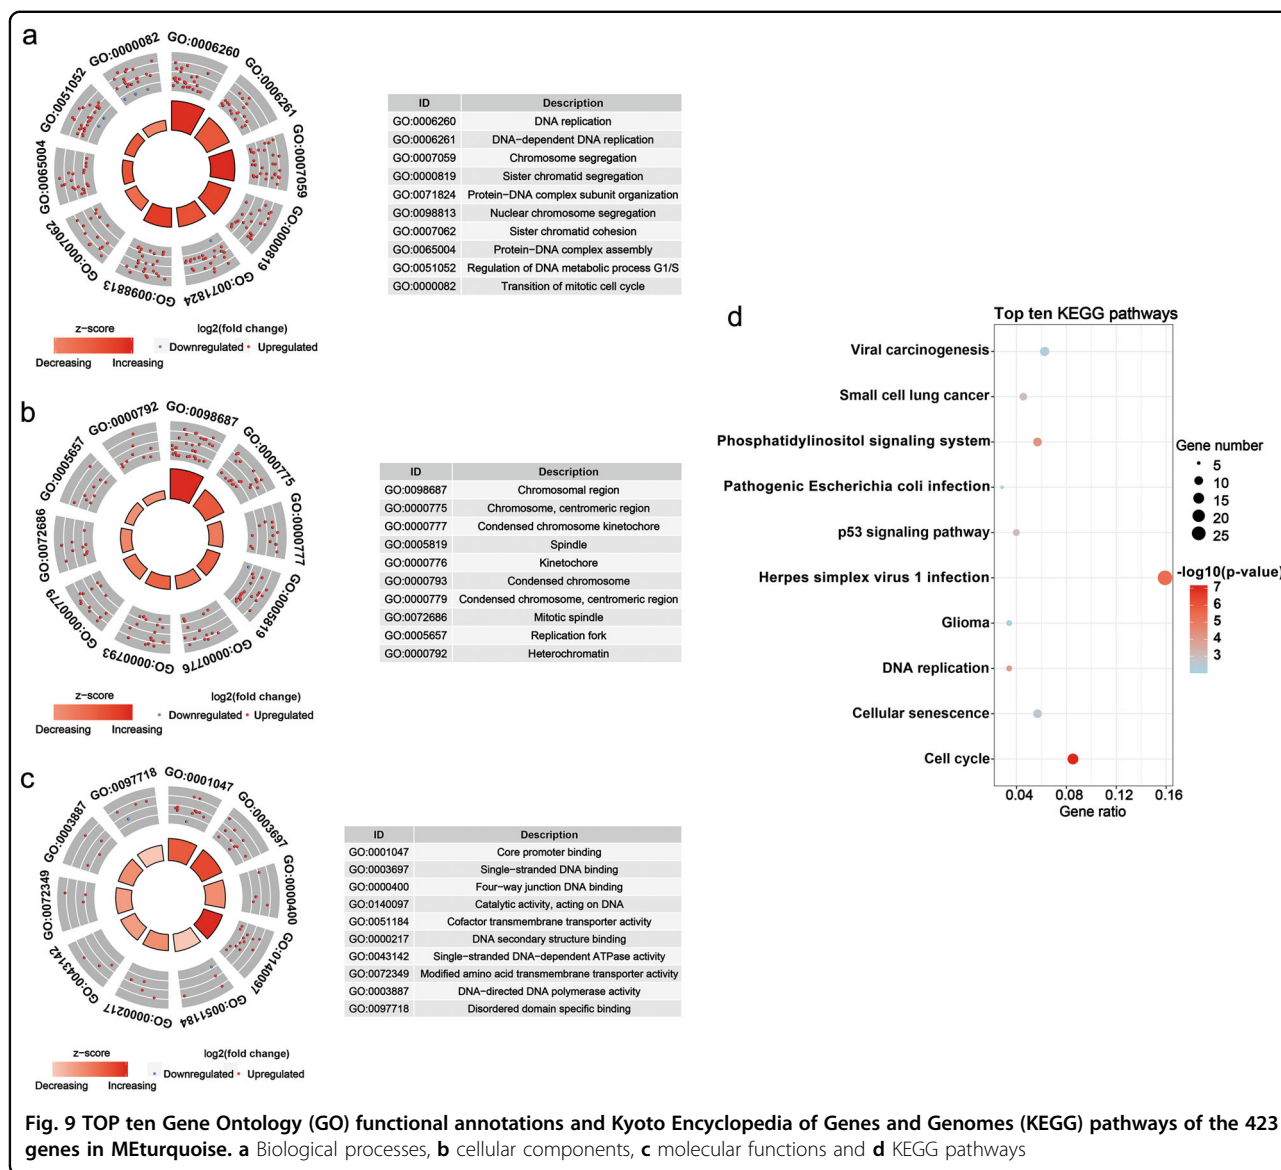 a
GO:0006260
GO:0006261
GO:0007059
GO:0000819
GO:0071824
GO:0098813
GO:0007062
GO:0065004
GO:0051052
GO:0000082
z-score
Decreasing Increasing
log2(fold change)
Downregulated Upregulated
ID Description
GO:0006260 DNA replication
GO:0006261 DNA-dependent DNA replication
GO:0007059 Chromosome segregation
GO:0000819 Sister chromatid segregation
GO:0071824 Protein-DNA complex subunit organization
GO:0098813 Nuclear chromosome segregation
GO:0007062 Sister chromatid cohesion
GO:0065004 Protein-DNA complex assembly
GO:0051052 Regulation of DNA metabolic process G1/S
GO:0000082 Transition of mitotic cell cycle
b
GO:0098687
GO:0000775
GO:0000777
GO:0005819
GO:0000776
GO:0000793
GO:0000779
GO:0072686
GO:0005657
GO:0000792
z-score
Decreasing Increasing
log2(fold change)
Downregulated Upregulated
ID Description
GO:0098687 Chromosomal region
GO:0000775 Chromosome, centromeric region
GO:0000777 Condensed chromosome kinetochore
GO:0005819 Spindle
GO:0000776 Kinetochore
GO:0000793 Condensed chromosome
GO:0000779 Condensed chromosome, centromeric region
GO:0072686 Mitotic spindle
GO:0005657 Replication fork
GO:0000792 Heterochromatin
c
GO:0001047
GO:0003697
GO:0000400
GO:0140097
GO:0051184
GO:0000217
GO:0043142
GO:0072349
GO:0003887
GO:0097718
z-score
Decreasing Increasing
log2(fold change)
Downregulated Upregulated
ID Description
GO:0001047 Core promoter binding
GO:0003697 Single-stranded DNA binding
GO:0000400 Four-way junction DNA binding
GO:0140097 Catalytic activity, acting on DNA
GO:0051184 Cofactor transmembrane transporter activity
GO:0000217 DNA secondary structure binding
GO:0043142 Single-stranded DNA-dependent ATPase activity
GO:0072349 Modified amino acid transmembrane transporter activity
GO:0003887 DNA-directed DNA polymerase activity
GO:0097718 Disordered domain specific binding
d
Top ten KEGG pathways
Viral carcinogenesis
Small cell lung cancer
Phosphatidylinositol signaling system
Pathogenic Escherichia coli infection
p53 signaling pathway
Herpes simplex virus 1 infection
Glioma
DNA replication
Cellular senescence
Cell cycle
0.04 0.08 0.12 0.16
Gene ratio
Gene number
5
10
15
20
25
-log10(p-value)
7
6
5
4
3
Fig. 9 TOP ten Gene Ontology (GO) functional annotations and Kyoto Encyclopedia of Genes and Genomes (KEGG) pathways of the 423
genes in MEturquoise. a Biological processes, b cellular components, c molecular functions and d KEGG pathways